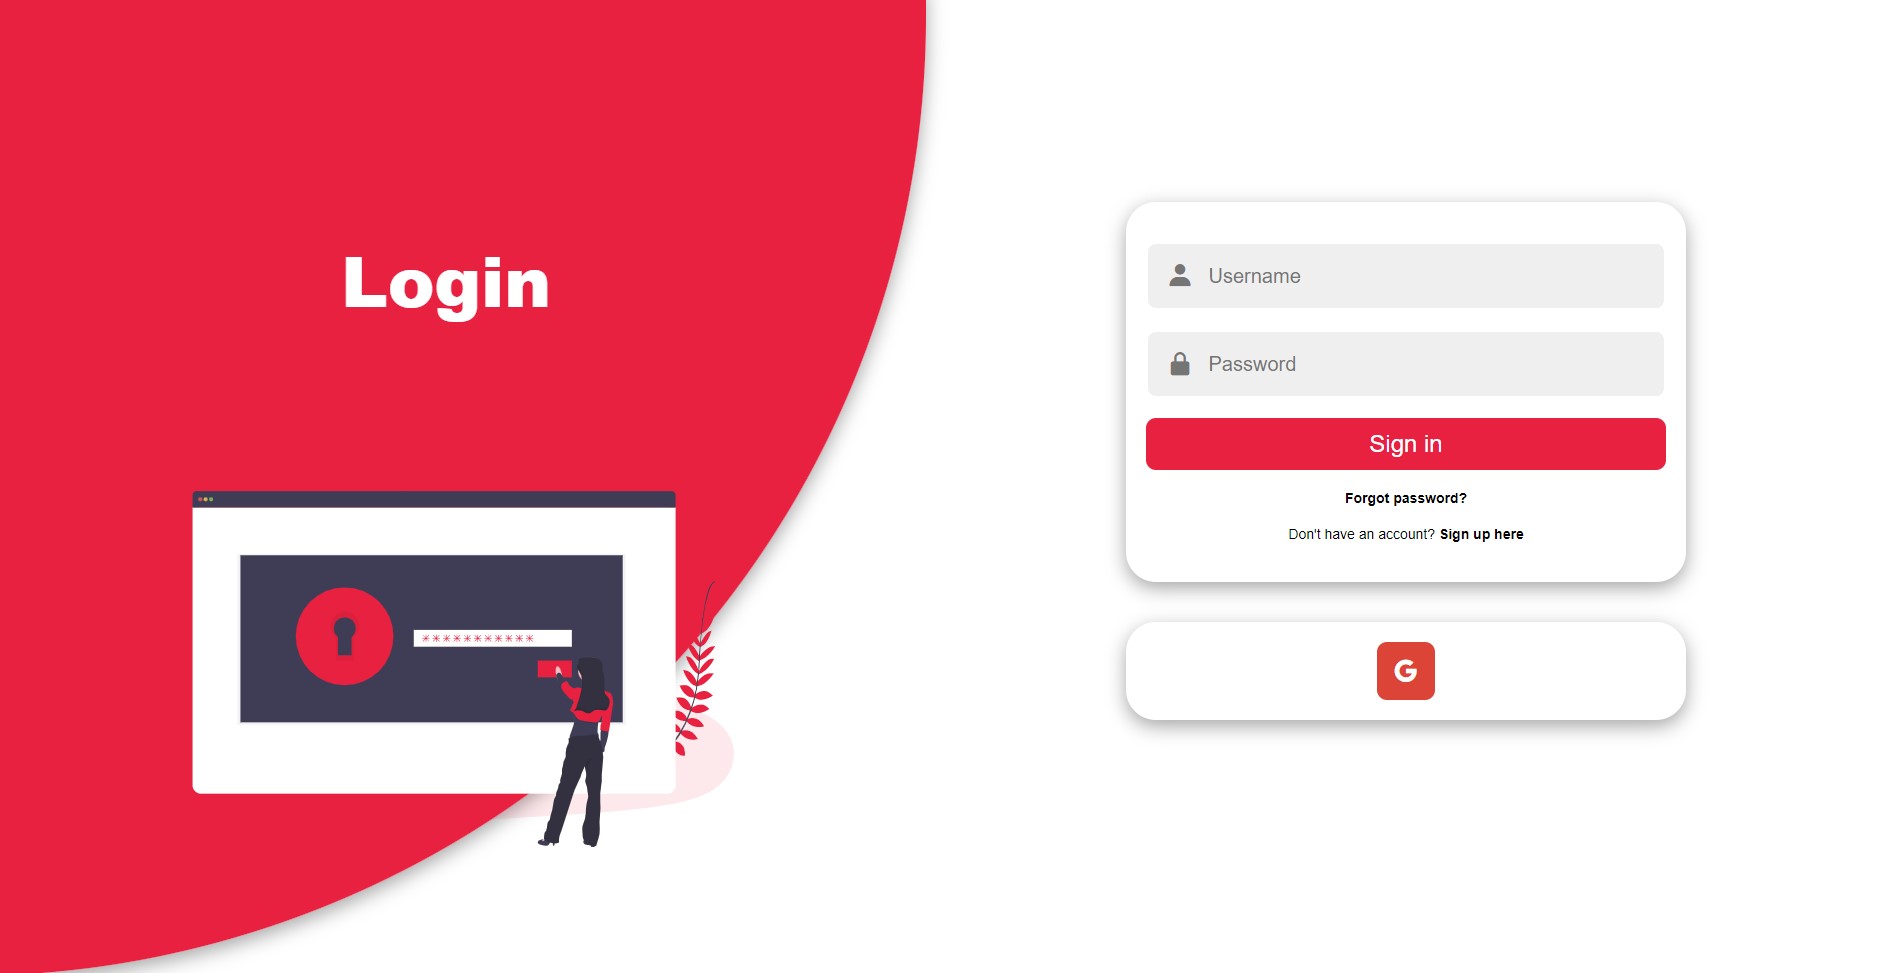 Login
Username
Password
Sign in
Forgot password?
Don't have an account? Sign up here
***********
G